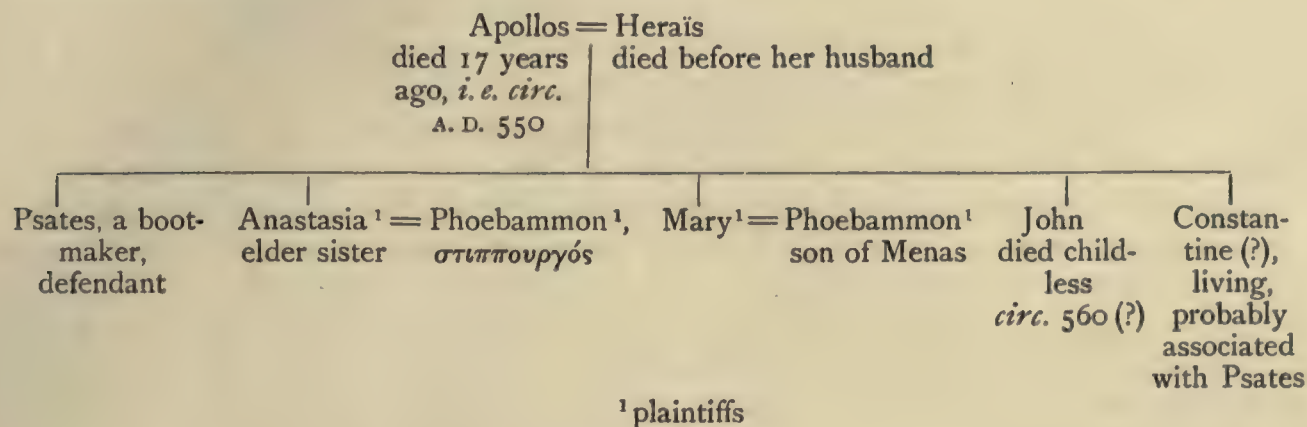 Apollos = Heraïs
died 17 years
ago, i. e. circ.
A. D. 550
died before her husband
Psates, a boot-
maker,
defendant
Anastasia ¹ = Phoebammon ¹,
elder sister
στιππουργός
Mary ¹ = Phoebammon ¹
son of Menas
John
died child-
less
circ. 560 (?)
Constan-
tine (?),
living,
probably
associated
with Psates
¹ plaintiffs